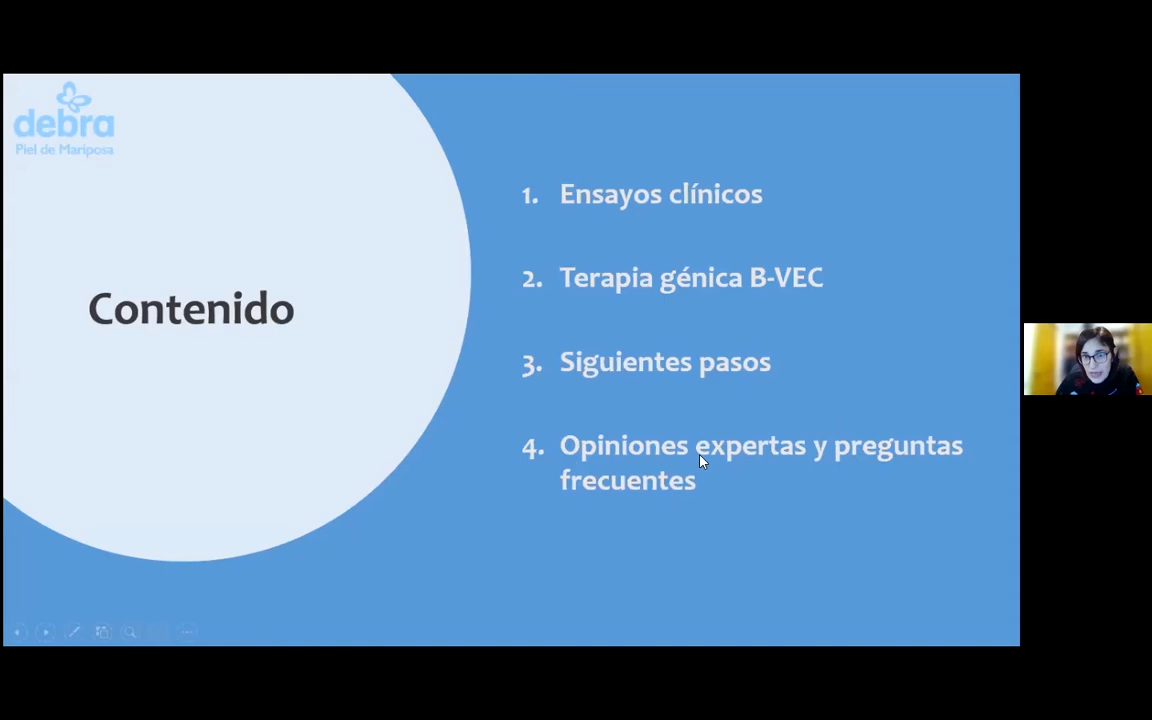 debra
Piel de Mariposa
Contenido
1. Ensayos clínicos
2. Terapia génica B-VEC
3. Siguientes pasos
4. Opiniones expertas y preguntas
frecuentes